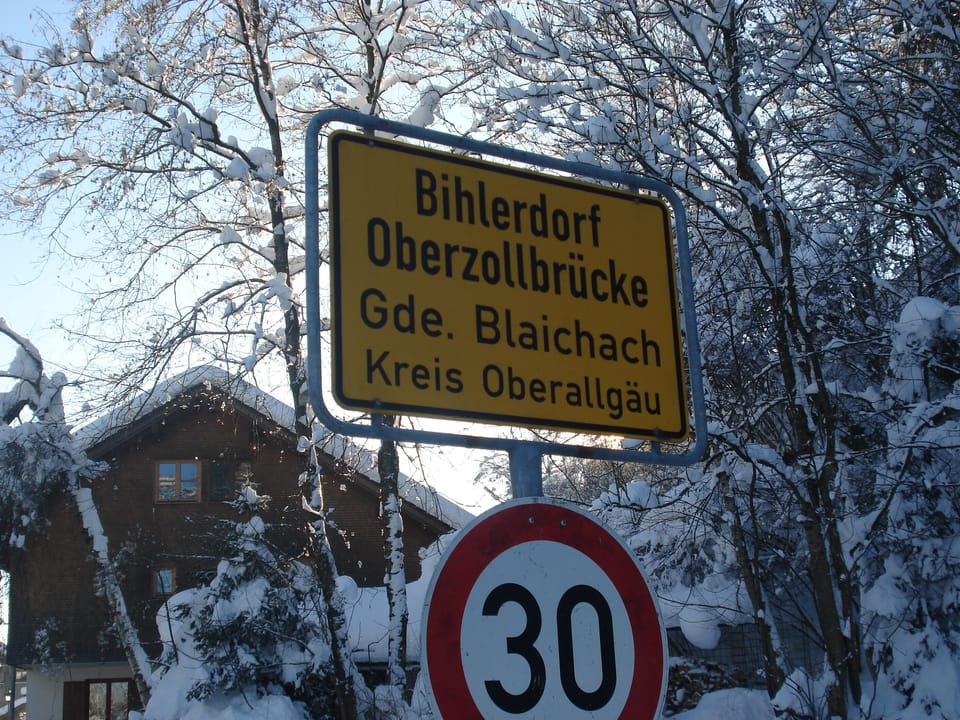 Bihlerdorf
Oberzollbrücke
Gde. Blaichach
Kreis Oberallgäu
30